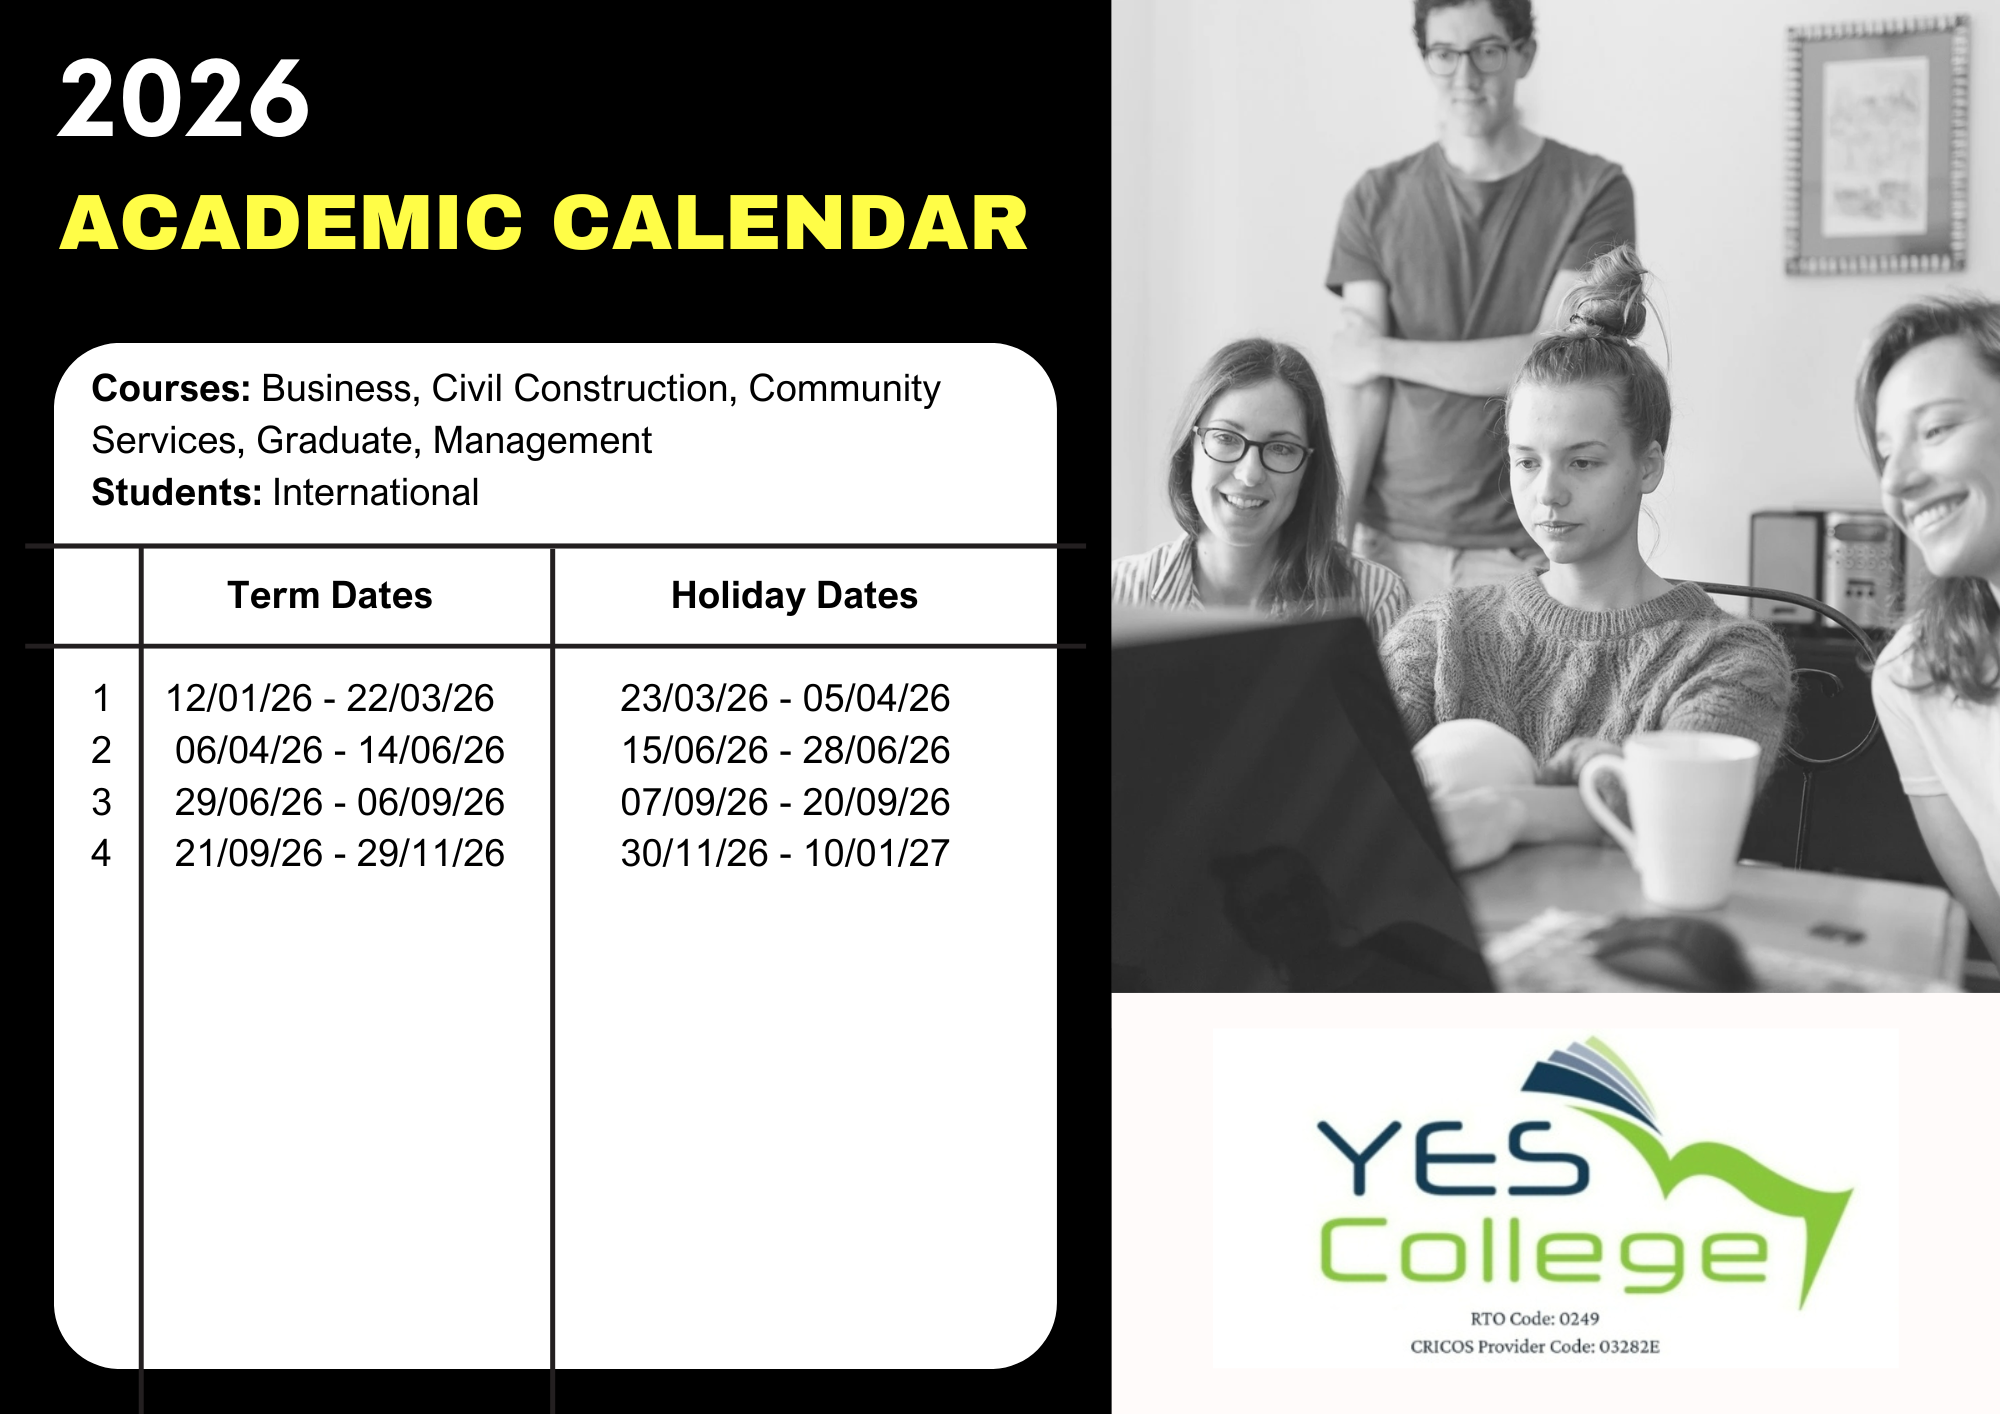 2026
ACADEMIC CALENDAR
Courses: Business, Civil Construction, Community
Services, Graduate, Management
Students: International
Term Dates Holiday Dates
1 12/01/26 - 22/03/26 23/03/26 - 05/04/26
2 06/04/26 - 14/06/26 15/06/26 - 28/06/26
3 29/06/26 - 06/09/26 07/09/26 - 20/09/26
4 21/09/26 - 29/11/26 30/11/26 - 10/01/27
YES
College
RTO Code: 0249
CRICOS Provider Code: 03282E